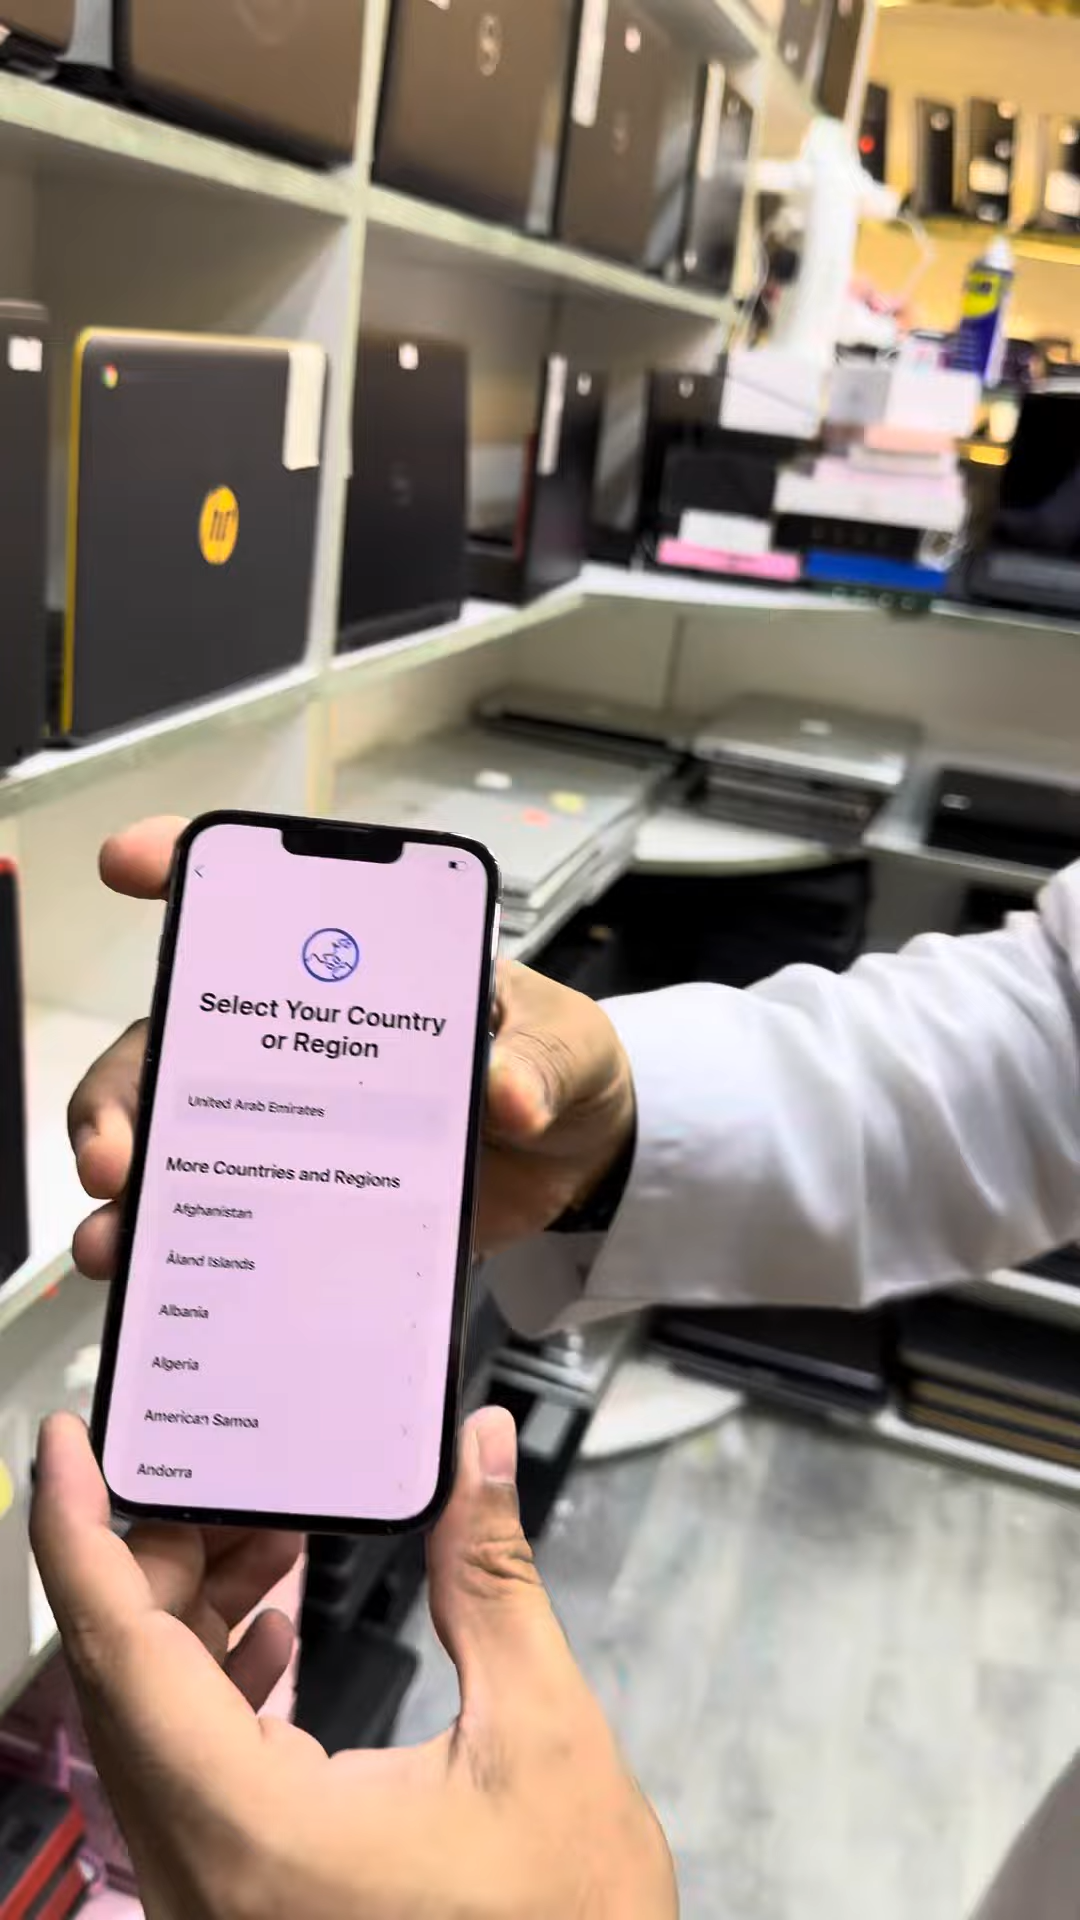 hp
Select Your Country
or Region
United Arab Emirates
More Countries and Regions
Afghanistan
Åland Islands
Albania
Algeria
American Samoa
Andorra